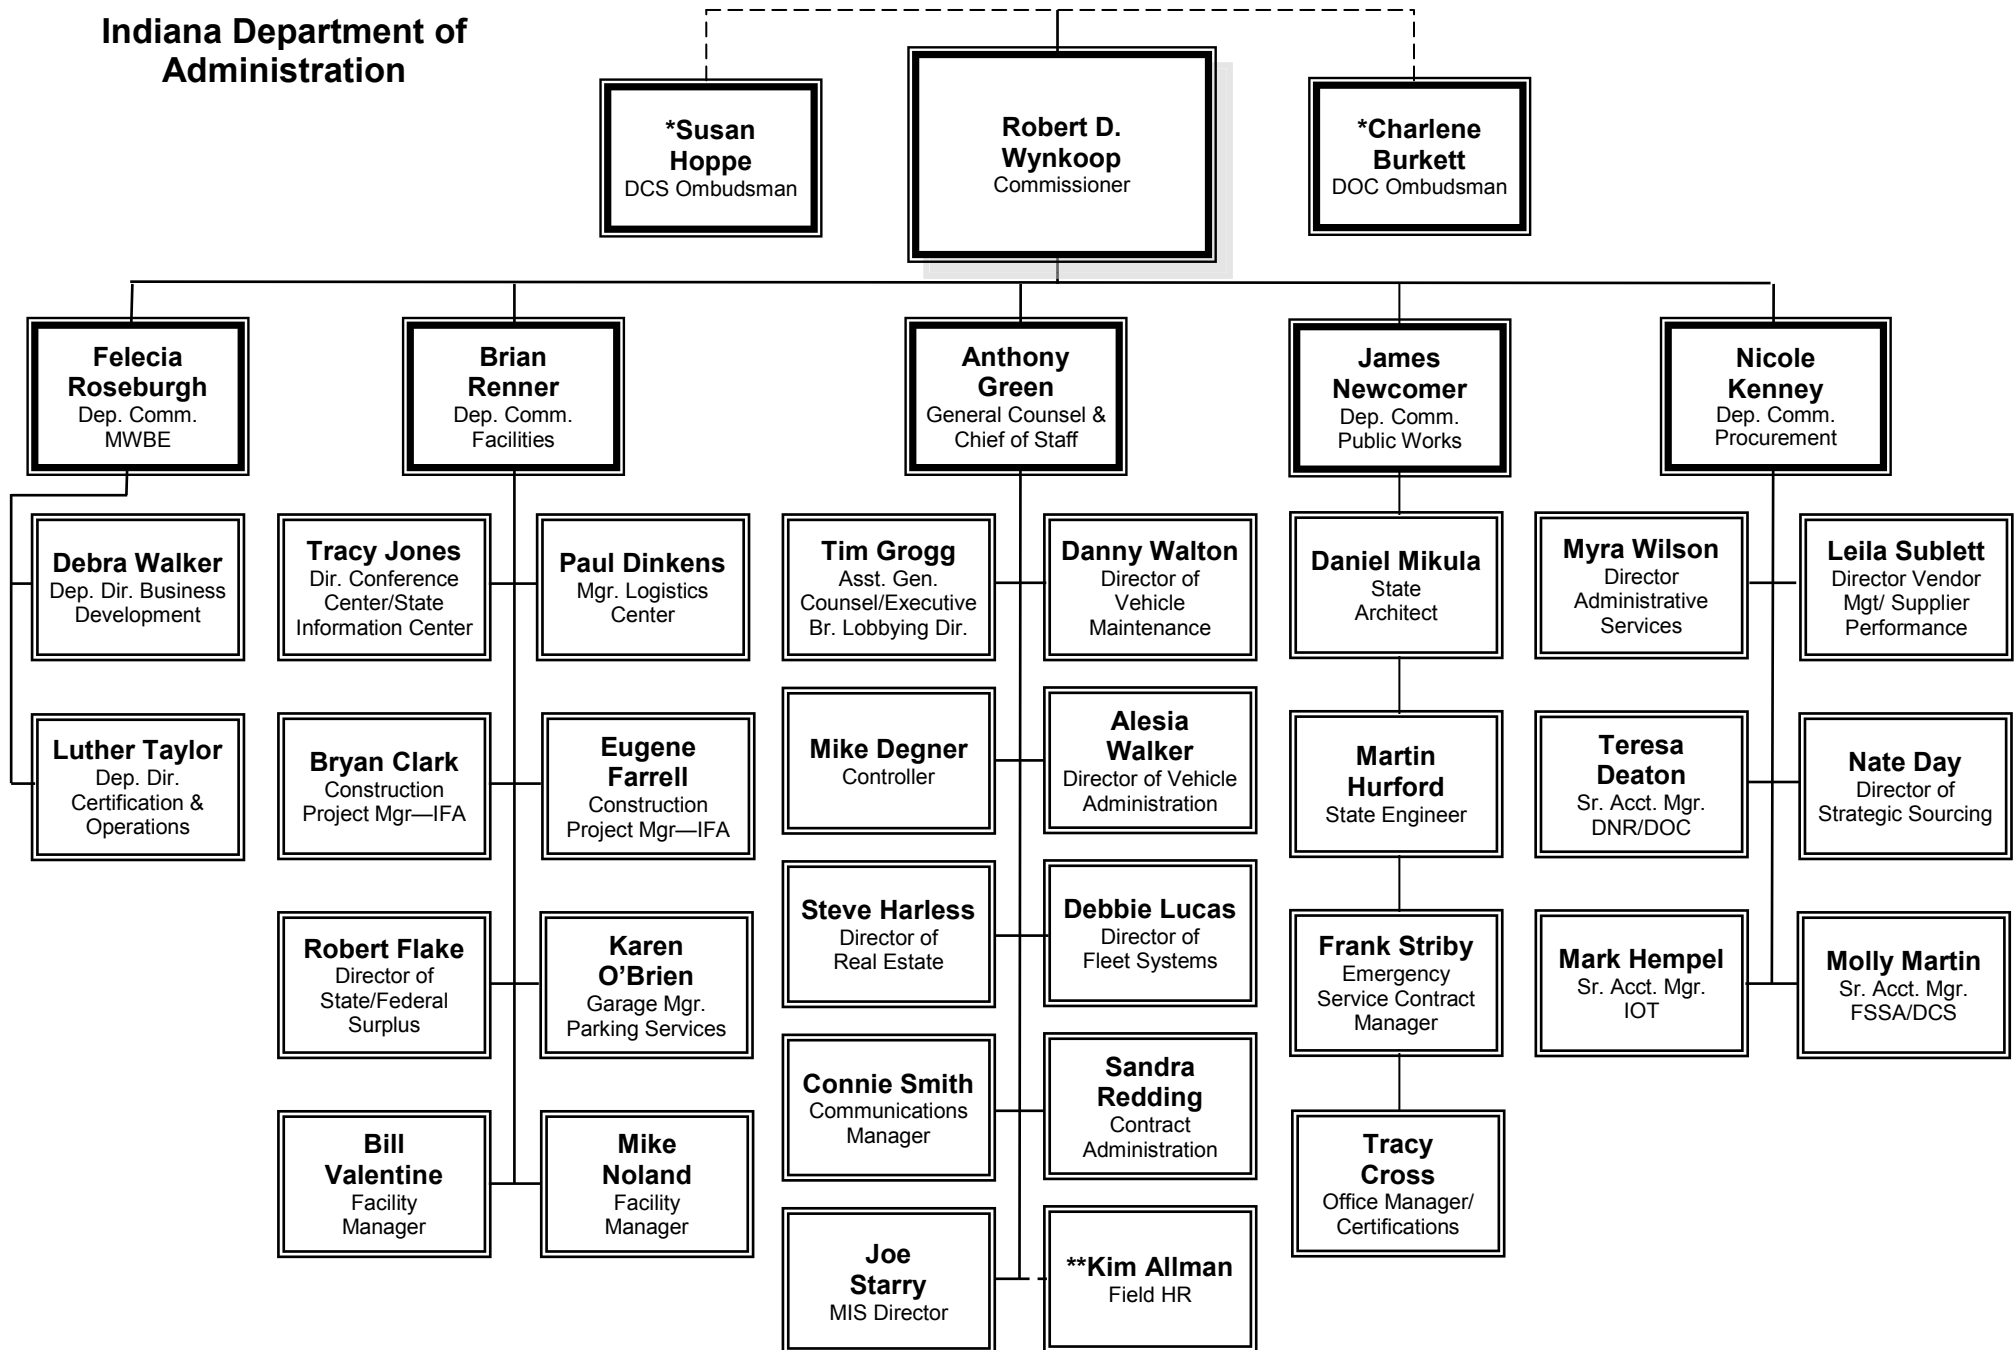 Indiana Department of
Administration
*Susan
Hoppe
DCS Ombudsman
Robert D.
Wynkoop
Commissioner
*Charlene
Burkett
DOC Ombudsman
Felecia
Roseburgh
Dep. Comm.
MWBE
Brian
Renner
Dep. Comm.
Facilities
Anthony
Green
General Counsel &
Chief of Staff
James
Newcomer
Dep. Comm.
Public Works
Nicole
Kenney
Dep. Comm.
Procurement
Debra Walker
Dep. Dir. Business
Development
Tracy Jones
Dir. Conference
Center/State
Information Center
Paul Dinkens
Mgr. Logistics
Center
Tim Grogg
Asst. Gen.
Counsel/Executive
Br. Lobbying Dir.
Danny Walton
Director of
Vehicle
Maintenance
Daniel Mikula
State
Architect
Myra Wilson
Director
Administrative
Services
Leila Sublett
Director Vendor
Mgt/ Supplier
Performance
Luther Taylor
Dep. Dir.
Certification &
Operations
Bryan Clark
Construction
Project Mgr—IFA
Eugene
Farrell
Construction
Project Mgr—IFA
Mike Degner
Controller
Alesia
Walker
Director of Vehicle
Administration
Martin
Hurford
State Engineer
Teresa
Deaton
Sr. Acct. Mgr.
DNR/DOC
Nate Day
Director of
Strategic Sourcing
Robert Flake
Director of
State/Federal
Surplus
Karen
O’Brien
Garage Mgr.
Parking Services
Steve Harless
Director of
Real Estate
Debbie Lucas
Director of
Fleet Systems
Frank Striby
Emergency
Service Contract
Manager
Mark Hempel
Sr. Acct. Mgr.
IOT
Molly Martin
Sr. Acct. Mgr.
FSSA/DCS
Connie Smith
Communications
Manager
Sandra
Redding
Contract
Administration
Bill
Valentine
Facility
Manager
Mike
Noland
Facility
Manager
Tracy
Cross
Office Manager/
Certifications
Joe
Starry
MIS Director
**Kim Allman
Field HR